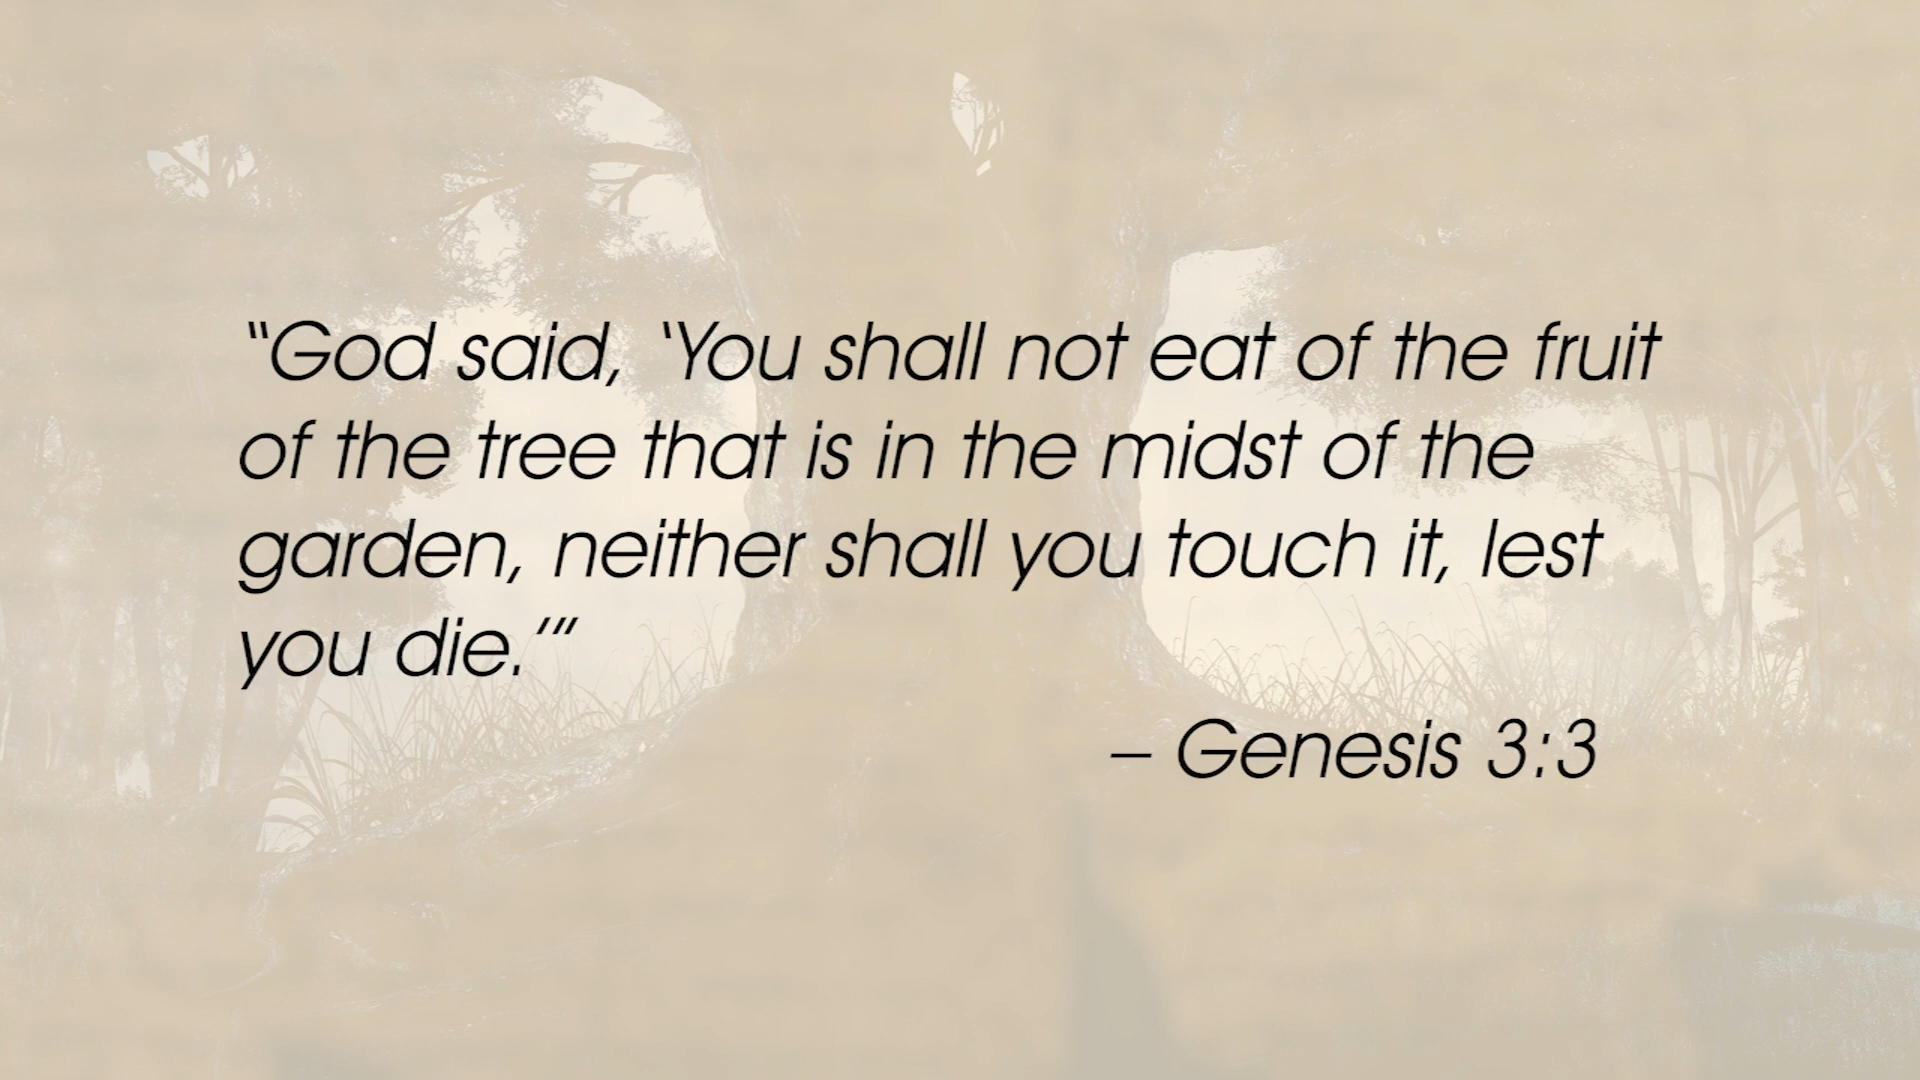 “God said, ‘You shall not eat of the fruit
of the tree that is in the midst of the
garden, neither shall you touch it, lest
you die.’”
– Genesis 3:3